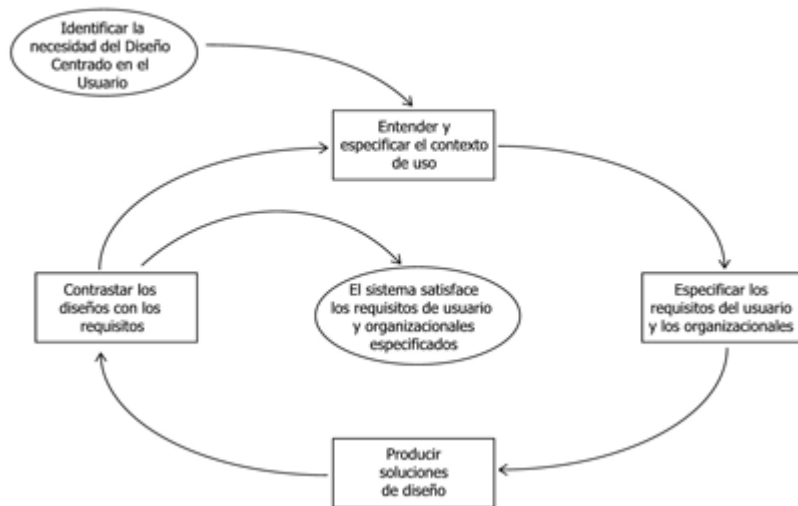 Identificar la
necesidad del Diseño
Centrado en el
Usuario
Entender y
especificar el contexto
de uso
Contrastar los
diseños con los
requisitos
El sistema satisface
los requisitos de usuario
y organizacionales
especificados
Especificar los
requisitos del usuario
y los organizacionales
Producir
soluciones
de diseño